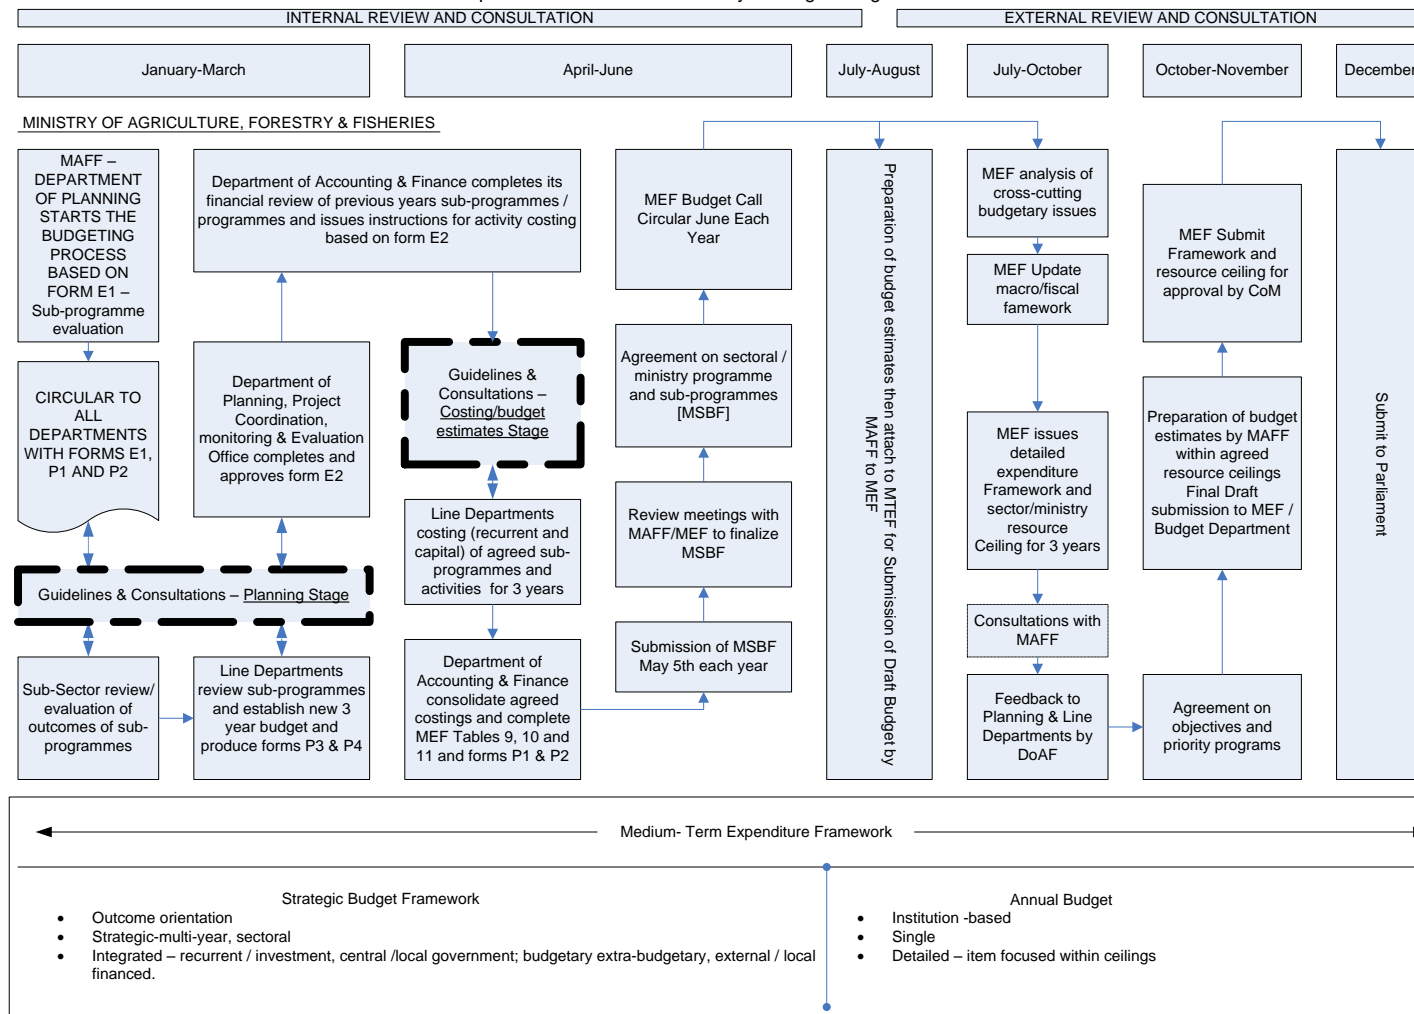 INTERNAL REVIEW AND CONSULTATION
EXTERNAL REVIEW AND CONSULTATION
January-March
April-June
July-August
July-October
October-November
December
MINISTRY OF AGRICULTURE, FORESTRY & FISHERIES
MAFF –
DEPARTMENT
OF PLANNING
STARTS THE
BUDGETING
PROCESS
BASED ON
FORM E1 –
Sub-programme
evaluation
CIRCULAR TO
ALL
DEPARTMENTS
WITH FORMS E1,
P1 AND P2
Guidelines & Consultations – Planning Stage
Sub-Sector review/
evaluation of
outcomes of sub-
programmes
Line Departments
review sub-programmes
and establish new 3
year budget and
produce forms P3 & P4
Department of
Planning, Project
Coordination,
monitoring & Evaluation
Office completes and
approves form E2
Department of Accounting & Finance completes its
financial review of previous years sub-programmes /
programmes and issues instructions for activity costing
based on form E2
Guidelines &
Consultations –
Costing/budget
estimates Stage
Line Departments
costing (recurrent and
capital) of agreed sub-
programmes and
activities for 3 years
Department of
Accounting & Finance
consolidate agreed
costings and complete
MEF Tables 9, 10 and
11 and forms P1 & P2
MEF Budget Call
Circular June Each
Year
Agreement on sectoral /
ministry programme
and sub-programmes
[MSBF]
Review meetings with
MAFF/MEF to finalize
MSBF
Submission of MSBF
May 5th each year
Preparation of budget estimates then attach to MTEF for Submission of Draft Budget by
MAFF to MEF
MEF analysis of
cross-cutting
budgetary issues
MEF Update
macro/fiscal
famework
MEF issues
detailed
expenditure
Framework and
sector/ministry
resource
Ceiling for 3 years
Consultations with
MAFF
Feedback to
Planning & Line
Departments by
DoAF
MEF Submit
Framework and
resource ceiling for
approval by CoM
Preparation of budget
estimates by MAFF
within agreed
resource ceilings
Final Draft
submission to MEF /
Budget Department
Agreement on
objectives and
priority programs
Submit to Parliament
Medium- Term Expenditure Framework
Strategic Budget Framework
• Outcome orientation
• Strategic-multi-year, sectoral
• Integrated – recurrent / investment, central /local government; budgetary extra-budgetary, external / local
financed.
Annual Budget
• Institution -based
• Single
• Detailed – item focused within ceilings